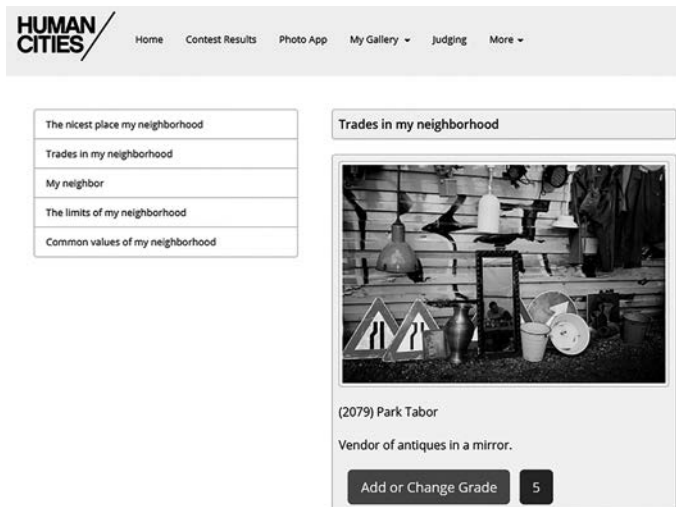 HUMAN
CITIES
Home Contest Results Photo App My Gallery Judging More
The nicest place my neighborhood
Trades in my neighborhood
My neighbor
The limits of my neighborhood
Common values of my neighborhood
Trades in my neighborhood
(2079) Park Tabor
Vendor of antiques in a mirror.
Add or Change Grade 5